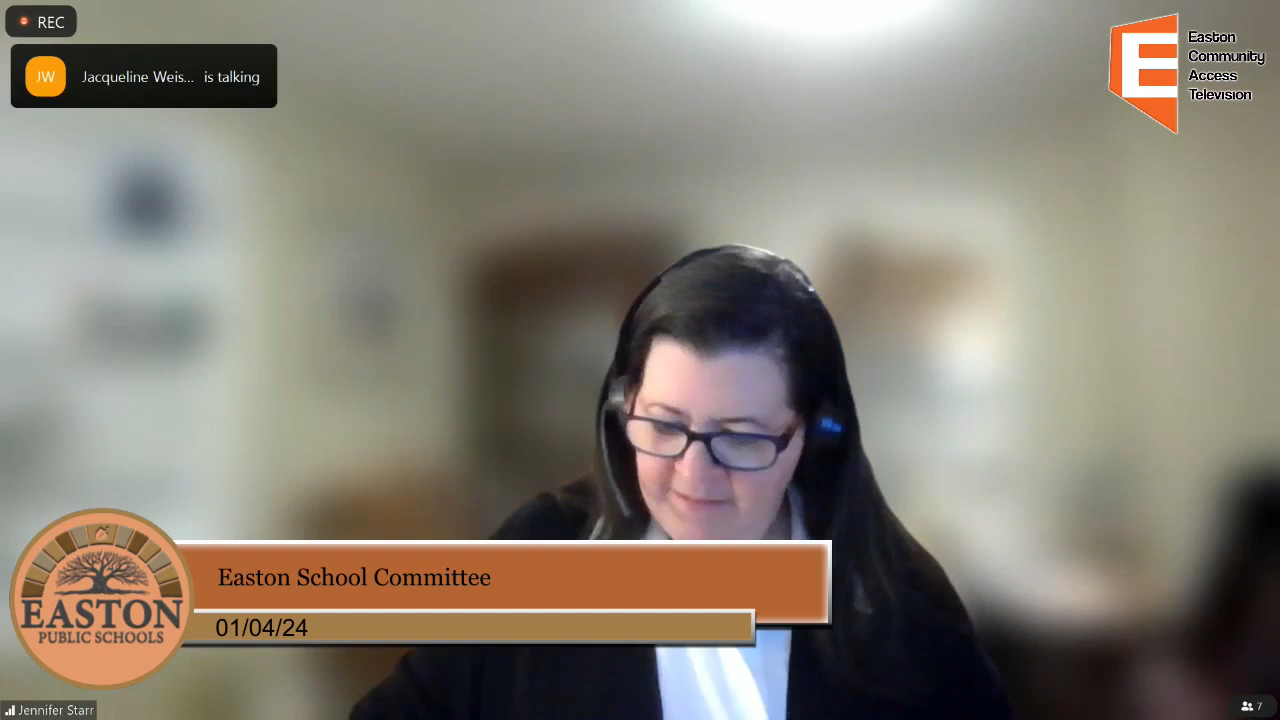 REC
JW
Jacqueline Weis... is talking
Easton
Community
Access
Television
Easton School Committee
EASTON
PUBLIC SCHOOLS
01/04/24
Jennifer Starr
7